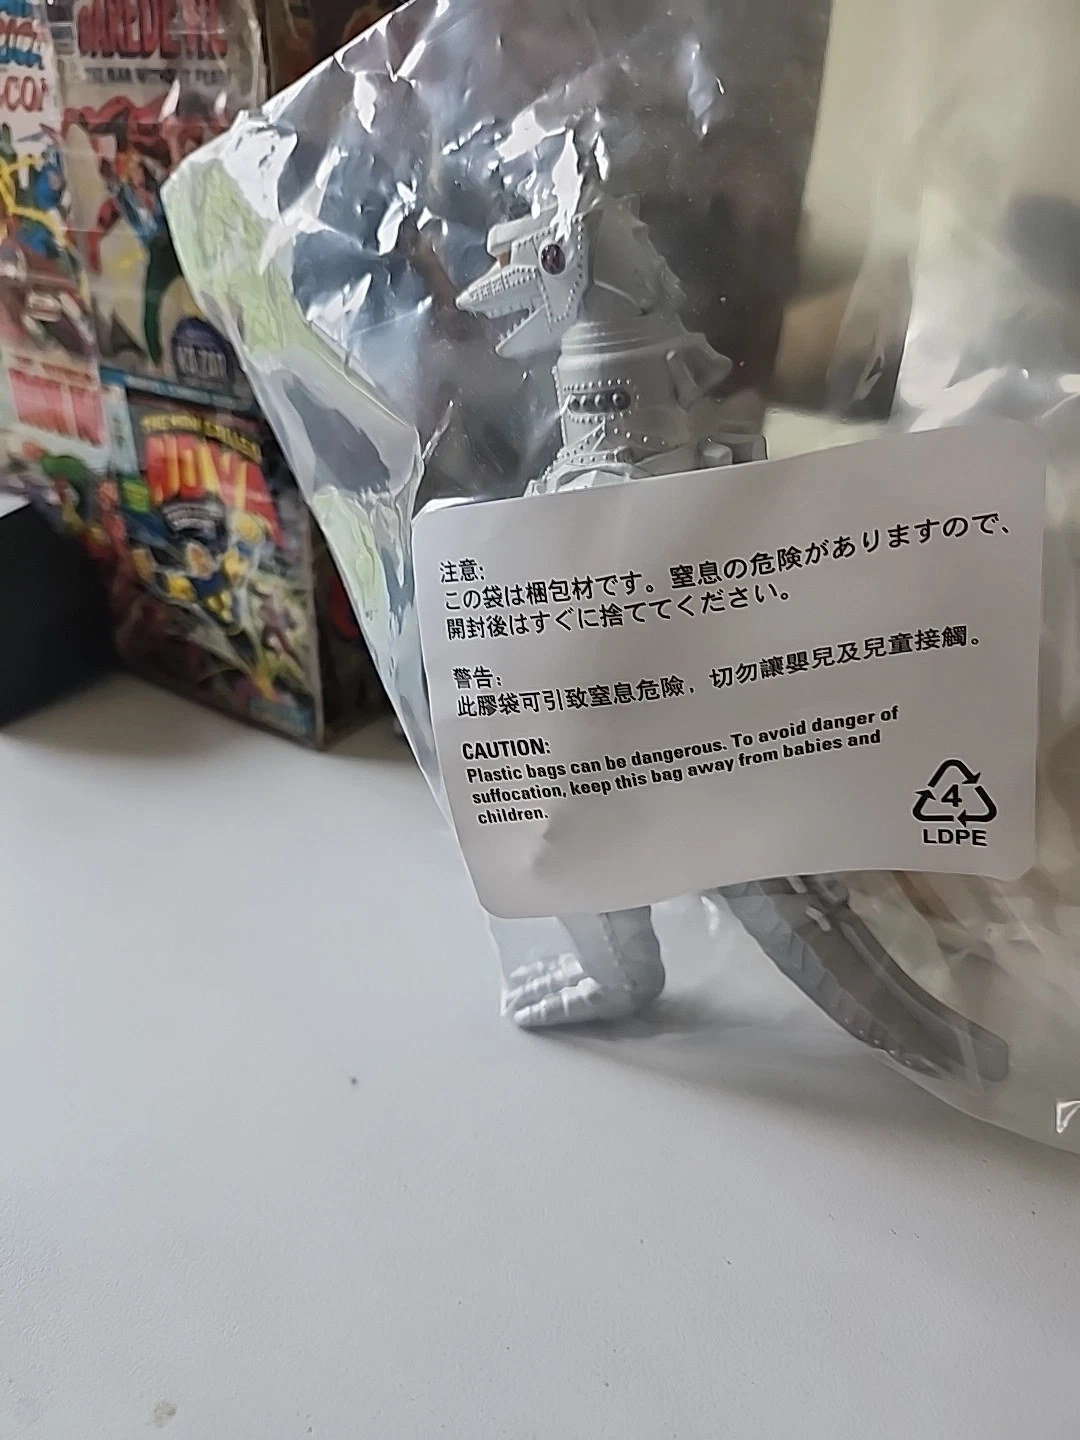 DAREDEVIL
注意:
この袋は梱包材です。窒息の危険がありますので、
開封後はすぐに捨ててください。
警告:
此膠袋可引致窒息危險，切勿讓嬰兒及兒童接觸。
CAUTION:
Plastic bags can be dangerous. To avoid danger of
suffocation, keep this bag away from babies and
children.
4
LDPE